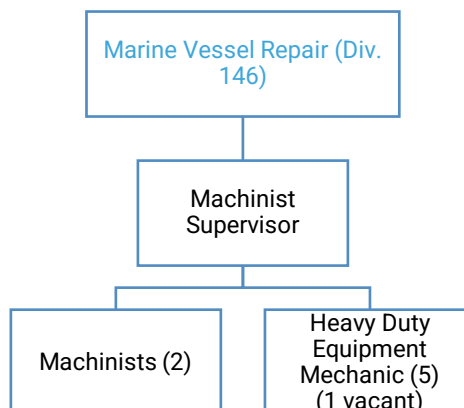 Marine Vessel Repair (Div.
146)
Machinist
Supervisor
Machinists (2)
Heavy Duty
Equipment
Mechanic (5)
(1 vacant)